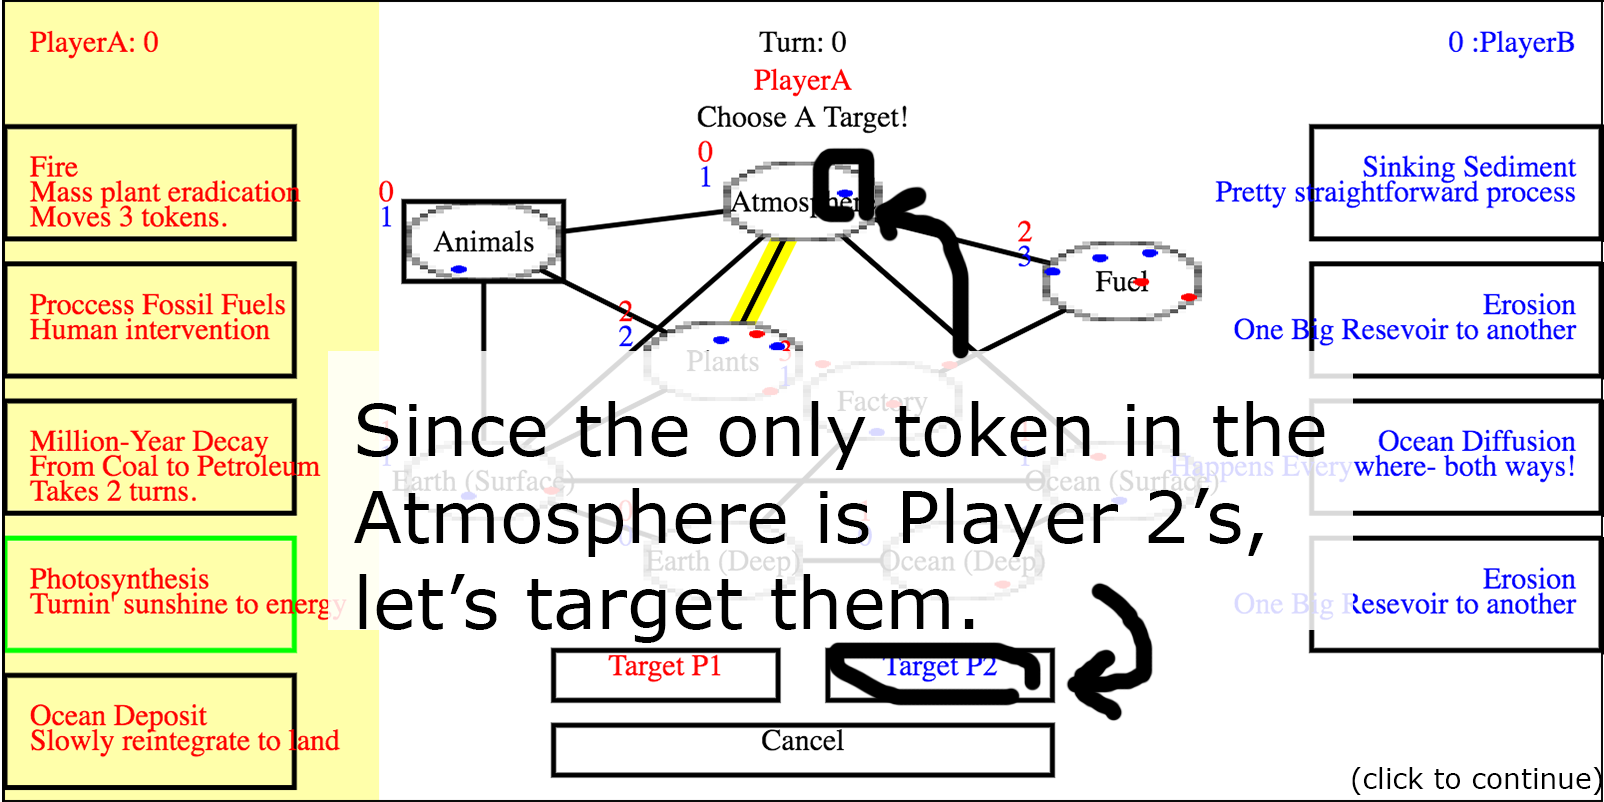 PlayerA: 0
Turn: 0
0 :PlayerB
PlayerA
Choose A Target!
Fire
Mass plant eradication
Moves 3 tokens.
Proccess Fossil Fuels
Human intervention
Million-Year Decay
From Coal to Petroleum
Takes 2 turns.
Photosynthesis
Turnin' sunshine to energy
Ocean Deposit
Slowly reintegrate to land
0
1
Animals
0
1
Atmosphere
2
3
Fuel
2
2
Plants
3
1
Factory
1
Earth (Surface)
Ocean (Surface)
Earth (Deep)
Ocean (Deep)
Since the only token in the
Atmosphere is Player 2’s,
let’s target them.
Target P1
Target P2
Cancel
Sinking Sediment
Pretty straightforward process
Erosion
One Big Resevoir to another
Ocean Diffusion
Happens Everywhere- both ways!
Erosion
One Big Resevoir to another
(click to continue)